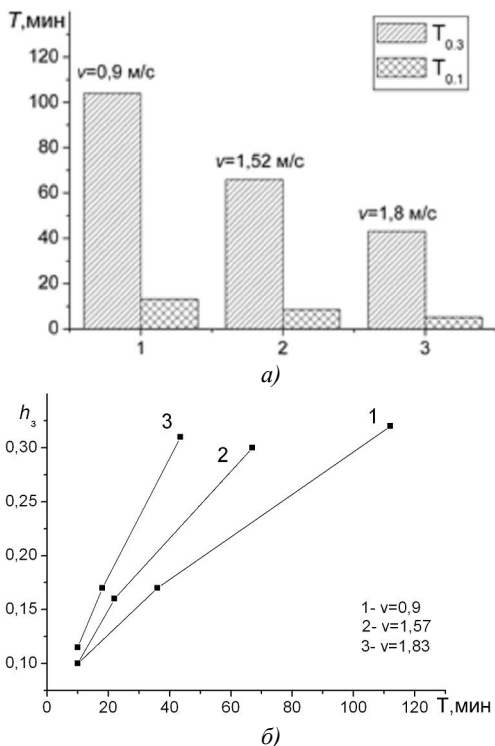 T,мин
120
100
80
60
40
20
0
v=0,9 м/с
v=1,52 м/с
v=1,8 м/с
T0.3
T0.1
1 2 3
а)
hз
0,30
0,25
0,20
0,15
0,10
3
2
1
1- v=0,9
2- v=1,57
3- v=1,83
0 20 40 60 80 100 120 T,мин
б)